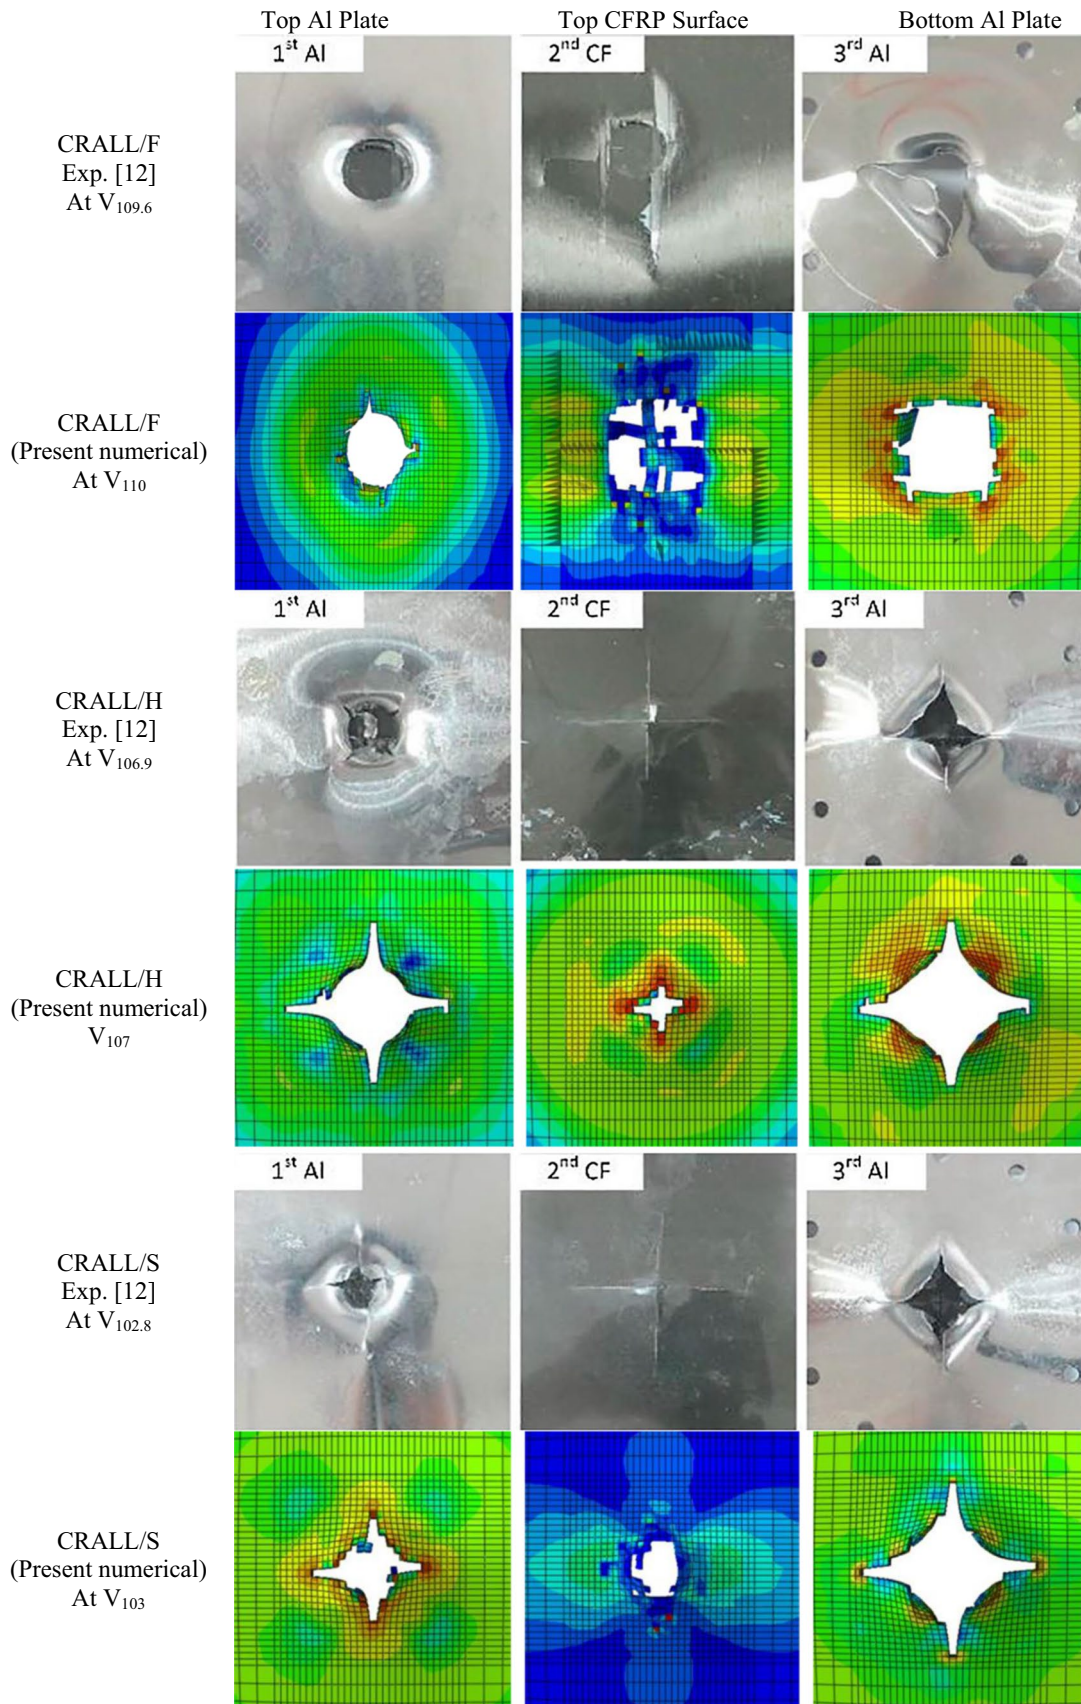 Top Al Plate Top CFRP Surface Bottom Al Plate
1st Al 2nd CF 3rd Al
CRALL/F
Exp. [12]
At V109.6
CRALL/F
(Present numerical)
At V110
1st Al 2nd CF 3rd Al
CRALL/H
Exp. [12]
At V106.9
CRALL/H
(Present numerical)
V107
1st Al 2nd CF 3rd Al
CRALL/S
Exp. [12]
At V102.8
CRALL/S
(Present numerical)
At V103